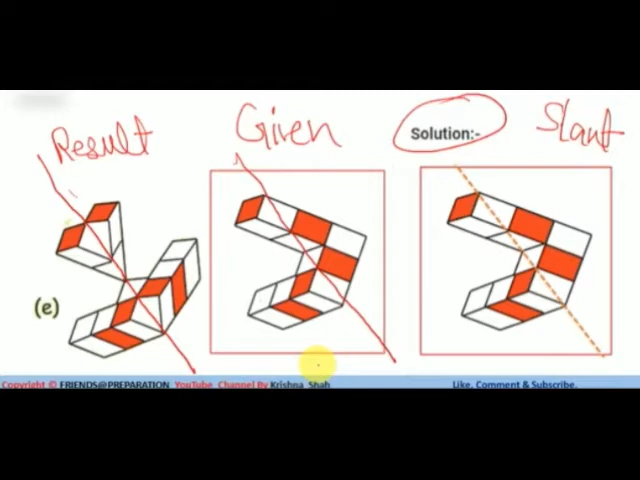 Result
Given
Solution:-
Slant
(e)
Copyright © FRIENDS@PREPARATION YouTube Channel By Krishna Shah
Like, Comment & Subscribe.